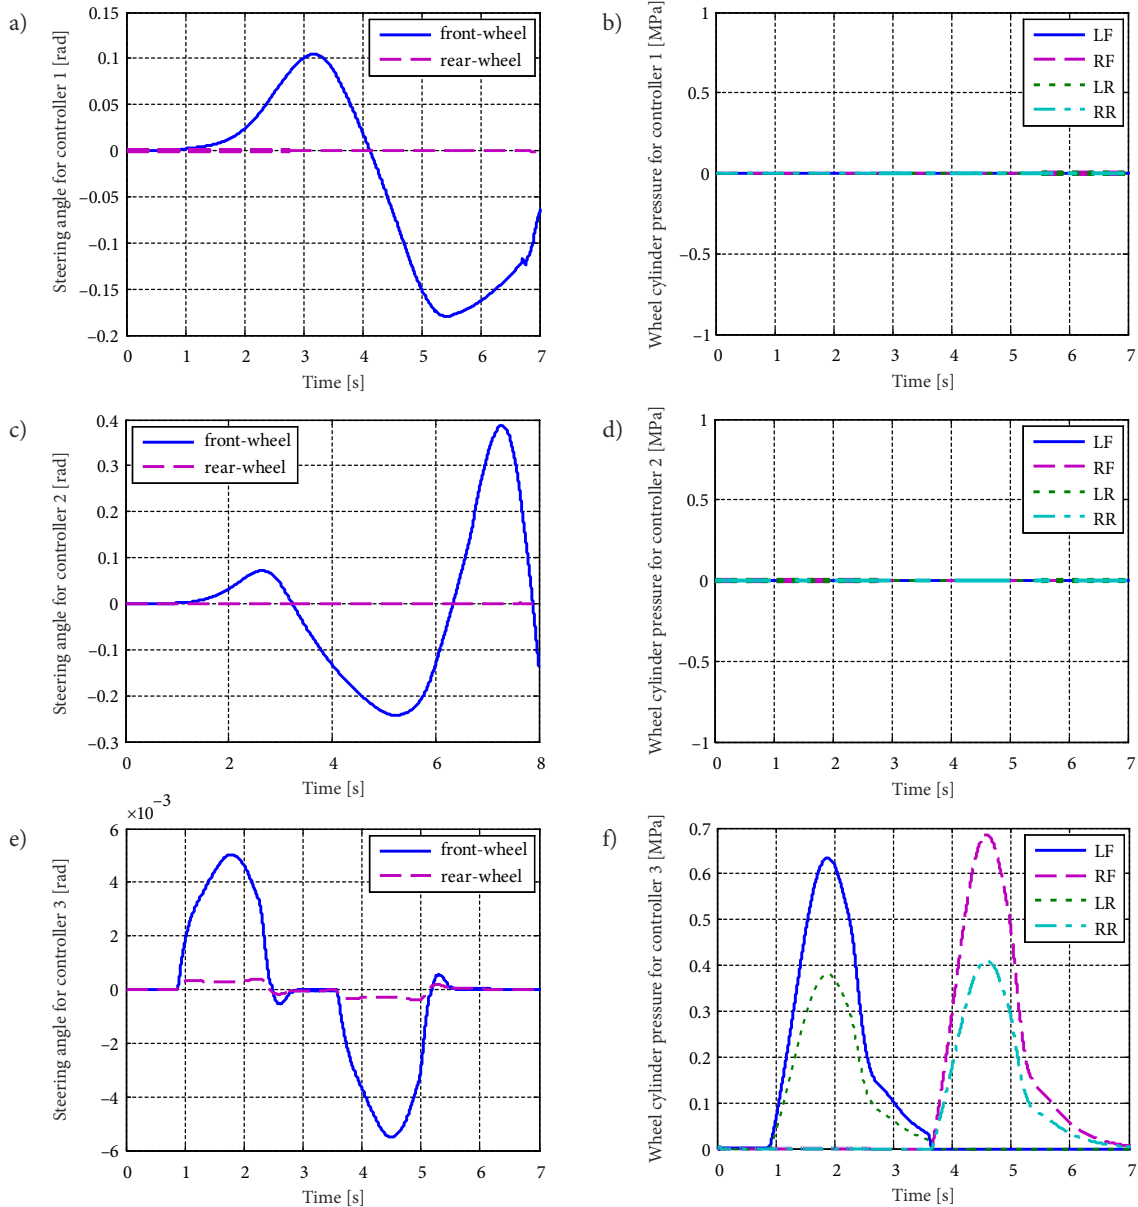 a)
Steering angle for controller 1 [rad]
0.15
0.1
0.05
0
−0.05
−0.1
−0.15
−0.2
front-wheel
rear-wheel
0 1 2 3 4 5 6 7
Time [s]
b)
Wheel cylinder pressure for controller 1 [MPa]
1
0.5
0
−0.5
−1
LF
RF
LR
RR
0 1 2 3 4 5 6 7
Time [s]
c)
Steering angle for controller 2 [rad]
0.4
0.3
0.2
0.1
0
−0.1
−0.2
−0.3
front-wheel
rear-wheel
0 2 4 6 8
Time [s]
d)
Wheel cylinder pressure for controller 2 [MPa]
1
0.5
0
−0.5
−1
LF
RF
LR
RR
0 1 2 3 4 5 6 7
Time [s]
e)
Steering angle for controller 3 [rad]
×10−3
6
4
2
0
−2
−4
−6
front-wheel
rear-wheel
0 1 2 3 4 5 6 7
Time [s]
f)
Wheel cylinder pressure for controller 3 [MPa]
0.7
0.6
0.5
0.4
0.3
0.2
0.1
0
LF
RF
LR
RR
0 1 2 3 4 5 6 7
Time [s]